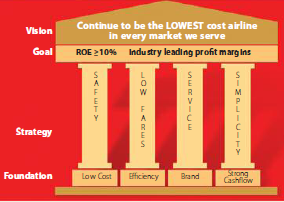 Vision
Continue to be the LOWEST cost airline
in every market we serve
Goal
ROE ≥10% Industry leading profit margins
Strategy
SAFETY
LOW FARES
SERVICE
SIMPLICITY
Foundation
Low Cost
Efficiency
Brand
Strong
Cashflow